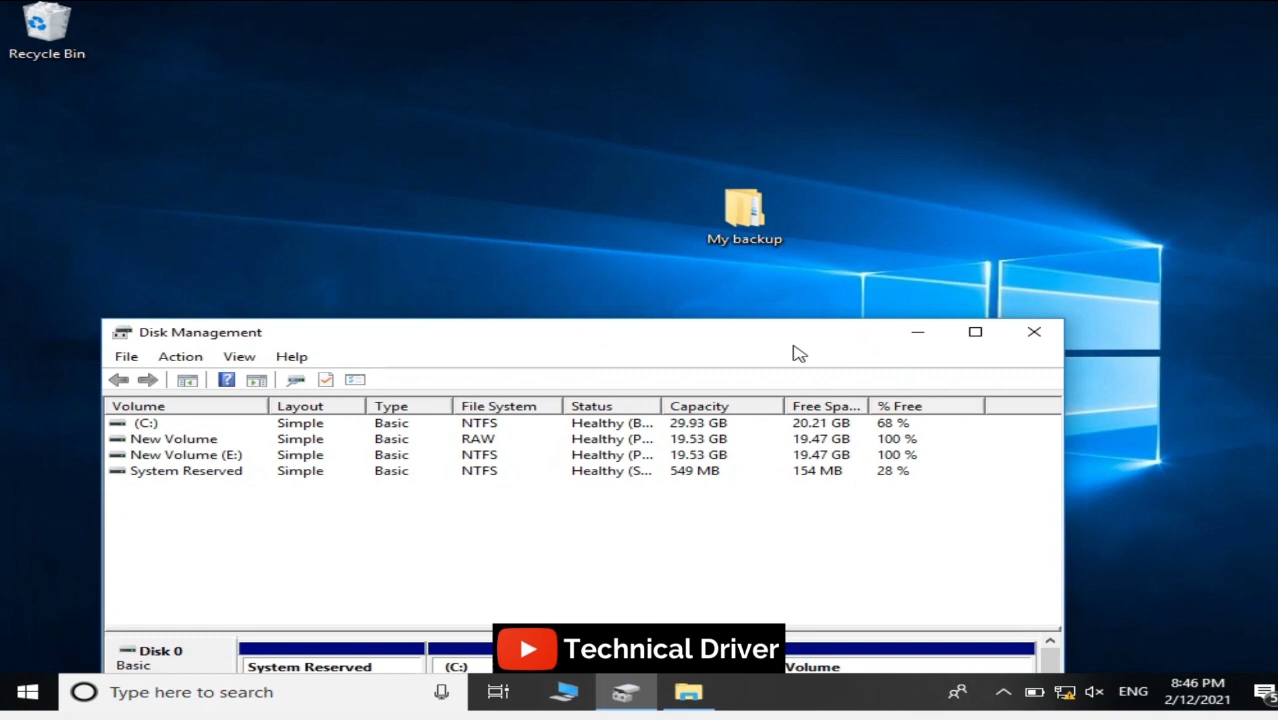 Recycle Bin
My backup
Disk Management
File Action View Help
Volume Layout Type File System Status Capacity Free Spa... % Free
(C:) Simple Basic NTFS Healthy (B... 29.93 GB 20.21 GB 68 %
New Volume Simple Basic RAW Healthy (P... 19.53 GB 19.47 GB 100 %
New Volume (E:) Simple Basic NTFS Healthy (P... 19.53 GB 19.47 GB 100 %
System Reserved Simple Basic NTFS Healthy (S... 549 MB 154 MB 28 %
Disk 0
Basic
System Reserved (C:) Volume
Technical Driver
Type here to search
ENG
8:46 PM
2/12/2021
5